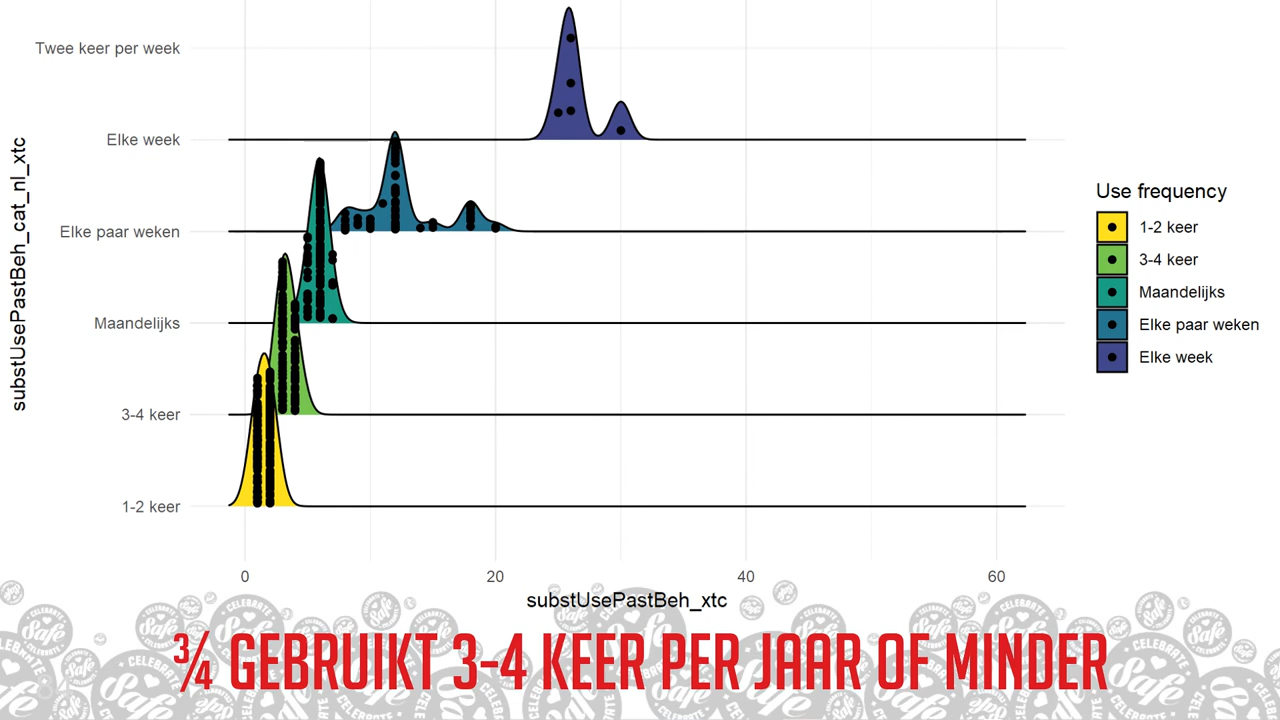 Twee keer per week
Elke week
Elke paar weken
Maandelijks
3-4 keer
1-2 keer
substUsePastBeh_cat_nl_xtc
0
20
40
60
substUsePastBeh_xtc
Use frequency
1-2 keer
3-4 keer
Maandelijks
Elke paar weken
Elke week
¾ GEBRUIKT 3-4 KEER PER JAAR OF MINDER
CELEBRATE
Safe